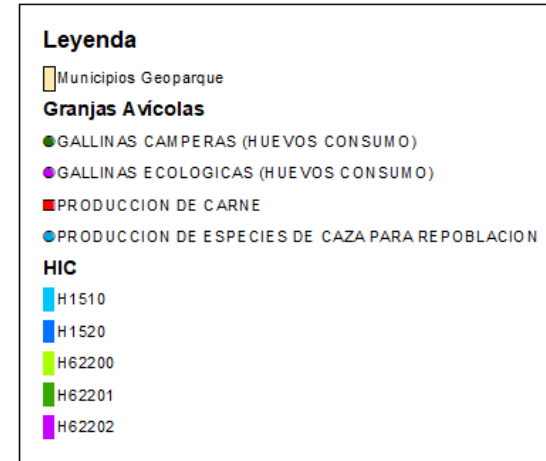 Leyenda
Municipios Geoparque
Granjas Avícolas
GALLINAS CAMPERAS (HUEVOS CONSUMO)
GALLINAS ECOLOGICAS (HUEVOS CONSUMO)
PRODUCCION DE CARNE
PRODUCCION DE ESPECIES DE CAZA PARA REPOBLACION
HIC
H1510
H1520
H62200
H62201
H62202